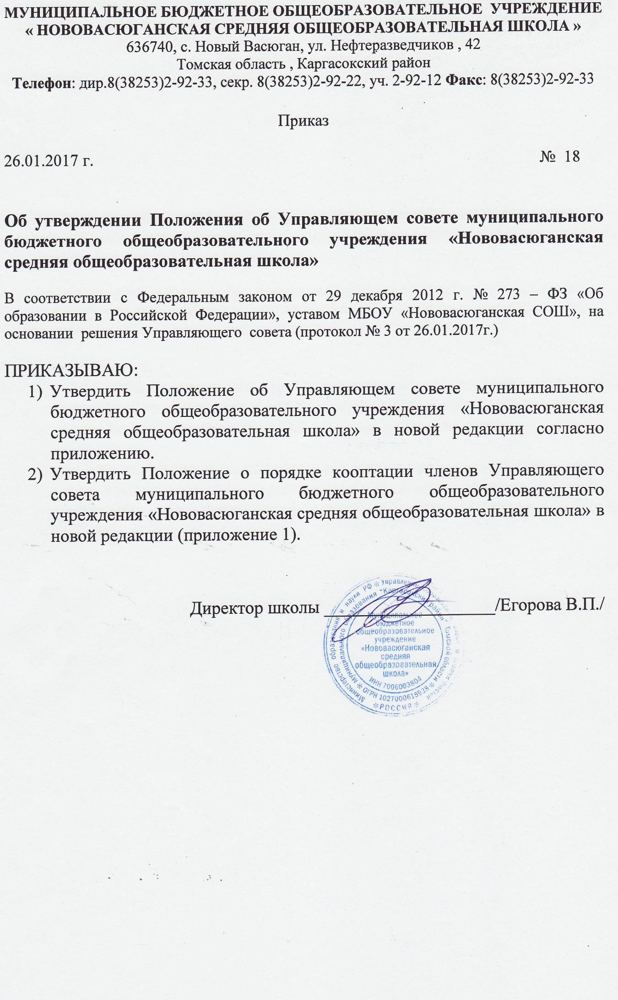 МУНИЦИПАЛЬНОЕ БЮДЖЕТНОЕ ОБЩЕОБРАЗОВАТЕЛЬНОЕ УЧРЕЖДЕНИЕ
« НОВОВАСЮГАНСКАЯ СРЕДНЯЯ ОБЩЕОБРАЗОВАТЕЛЬНАЯ ШКОЛА »
636740, с. Новый Васюган, ул. Нефтеразведчиков , 42
Томская область , Каргасокский район
Телефон: дир.8(38253)2-92-33, секр. 8(38253)2-92-22, уч. 2-92-12 Факс: 8(38253)2-92-33
Приказ
26.01.2017 г. № 18
Об утверждении Положения об Управляющем совете муниципального
бюджетного общеобразовательного учреждения «Нововасюганская
средняя общеобразовательная школа»
В соответствии с Федеральным законом от 29 декабря 2012 г. № 273 – ФЗ «Об
образовании в Российской Федерации», уставом МБОУ «Нововасюганская СОШ», на
основании решения Управляющего совета (протокол № 3 от 26.01.2017г.)
ПРИКАЗЫВАЮ:
1) Утвердить Положение об Управляющем совете муниципального
бюджетного общеобразовательного учреждения «Нововасюганская
средняя общеобразовательная школа» в новой редакции согласно
приложению.
2) Утвердить Положение о порядке кооптации членов Управляющего
совета муниципального бюджетного общеобразовательного
учреждения «Нововасюганская средняя общеобразовательная школа» в
новой редакции (приложение 1).
Директор школы ___________________/Егорова В.П./
Министерство образования и науки РФ * Управление
муниципального образования "Каргасокский район" Томской области *
Муниципальное
бюджетное
общеобразовательное
учреждение
«Нововасюганская
средняя
общеобразовательная
школа»
ИНН 7006003804
* ОГРН 1027000615938 *
*РОССИЯ*